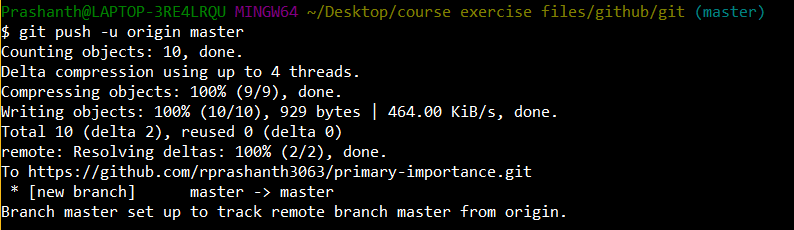 Prashanth@LAPTOP-3RE4LRQU MINGW64 ~/Desktop/course exercise files/github/git (master)
$ git push -u origin master
Counting objects: 10, done.
Delta compression using up to 4 threads.
Compressing objects: 100% (9/9), done.
Writing objects: 100% (10/10), 929 bytes | 464.00 KiB/s, done.
Total 10 (delta 2), reused 0 (delta 0)
remote: Resolving deltas: 100% (2/2), done.
To https://github.com/rprashanth3063/primary-importance.git
 * [new branch]      master -> master
Branch master set up to track remote branch master from origin.